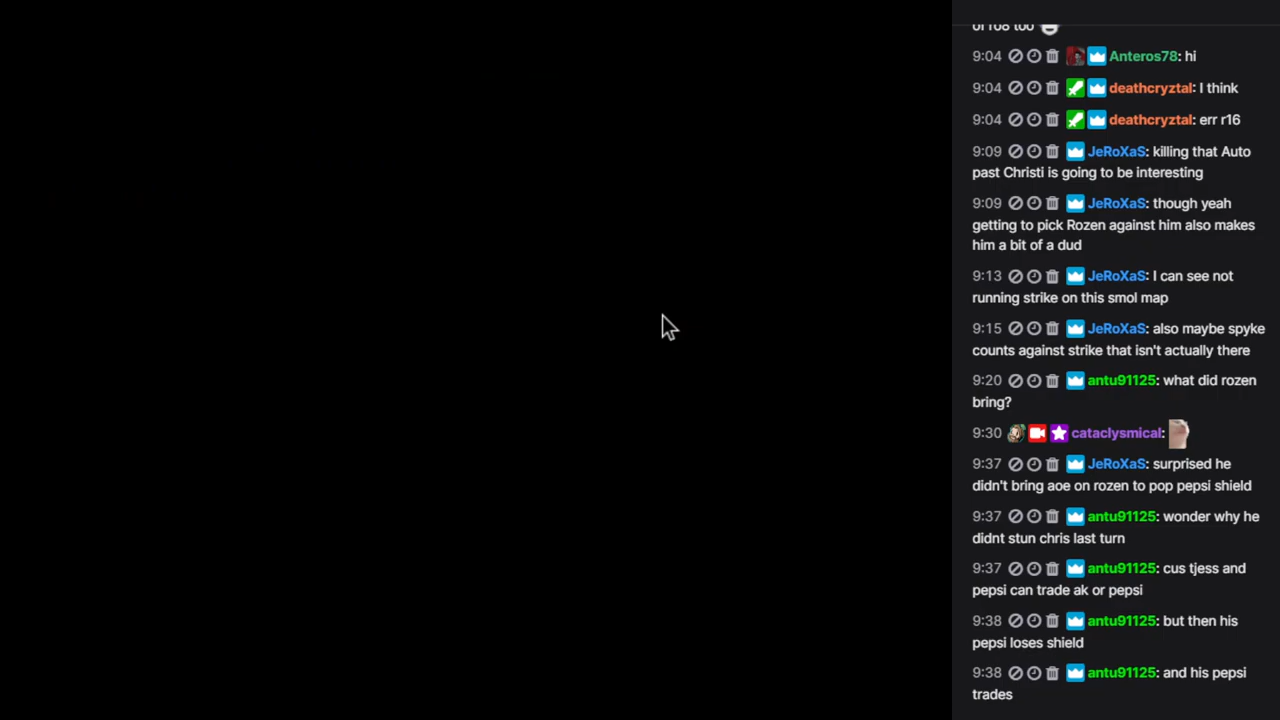 of r68 too
9:04 Anteros78: hi
9:04 deathcryztal: I think
9:04 deathcryztal: err r16
9:09 JeRoXaS: killing that Auto
past Christi is going to be interesting
9:09 JeRoXaS: though yeah
getting to pick Rozen against him also makes
him a bit of a dud
9:13 JeRoXaS: I can see not
running strike on this smol map
9:15 JeRoXaS: also maybe spyke
counts against strike that isn't actually there
9:20 antu91125: what did rozen
bring?
9:30 cataclysmical:
9:37 JeRoXaS: surprised he
didn't bring aoe on rozen to pop pepsi shield
9:37 antu91125: wonder why he
didnt stun chris last turn
9:37 antu91125: cus tjess and
pepsi can trade ak or pepsi
9:38 antu91125: but then his
pepsi loses shield
9:38 antu91125: and his pepsi
trades